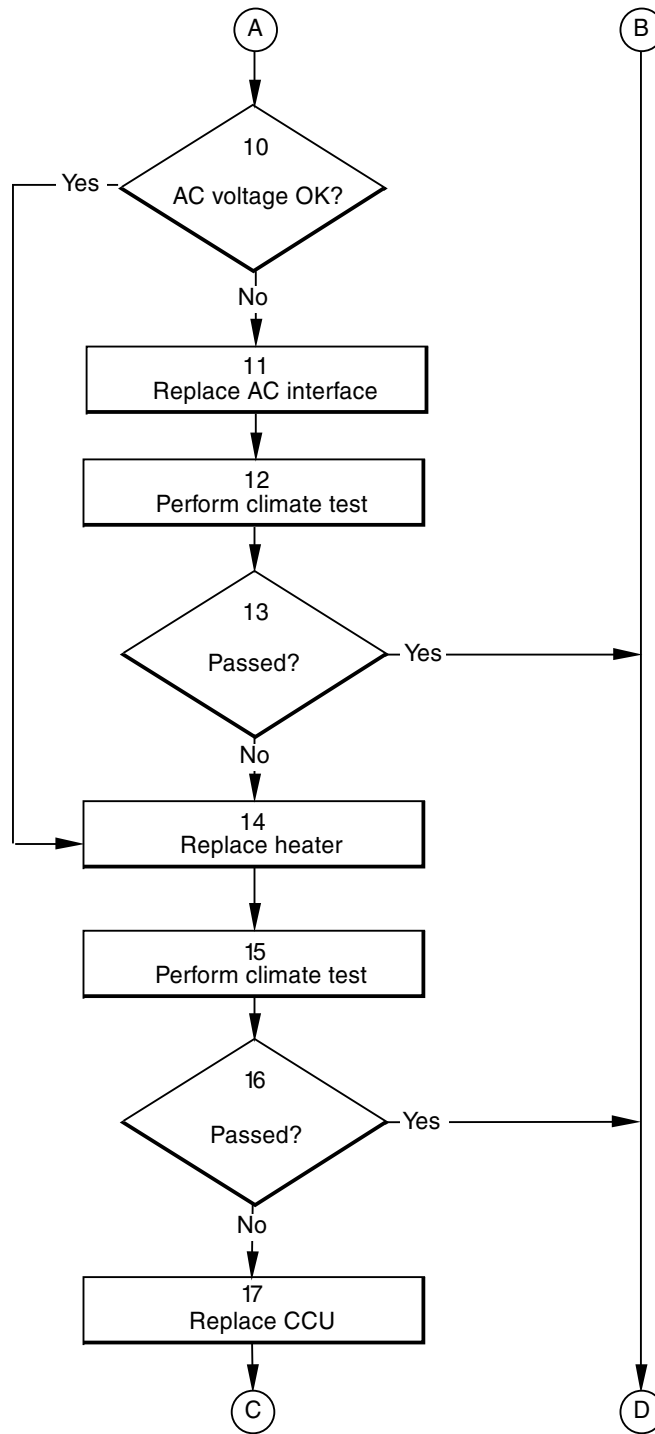 A
B
10
AC voltage OK?
Yes
No
11
Replace AC interface
12
Perform climate test
13
Passed?
Yes
No
14
Replace heater
15
Perform climate test
16
Passed?
Yes
No
17
Replace CCU
C
D